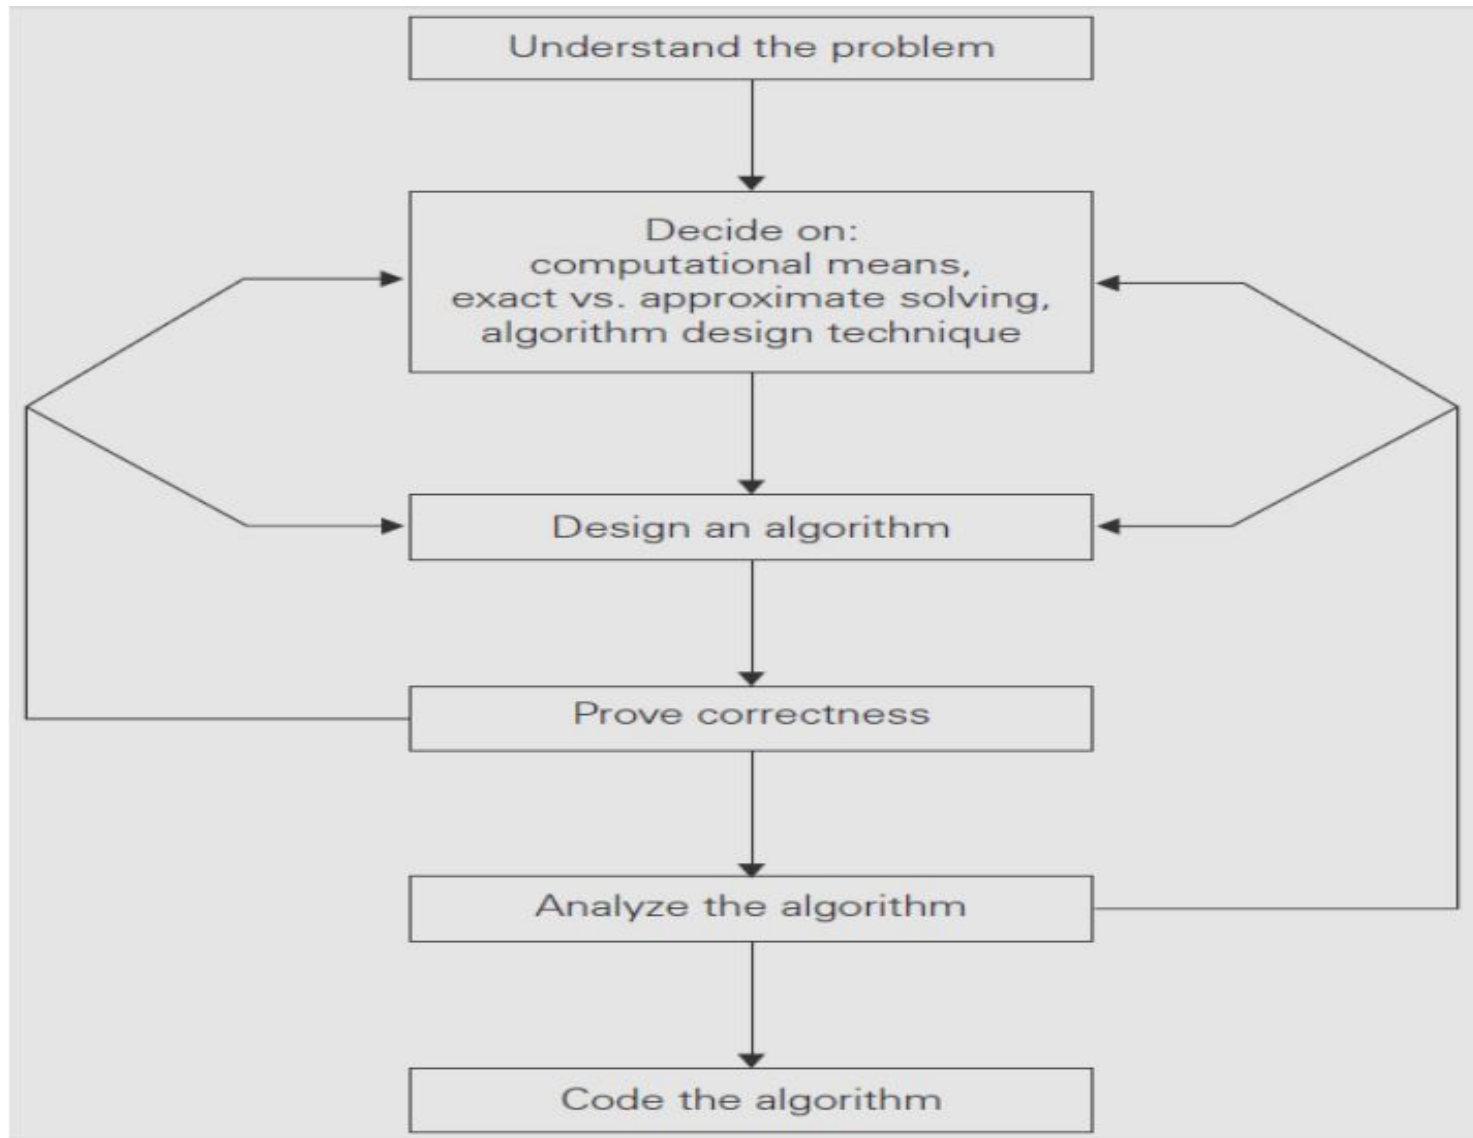 Understand the problem
Decide on:
computational means,
exact vs. approximate solving,
algorithm design technique
Design an algorithm
Prove correctness
Analyze the algorithm
Code the algorithm